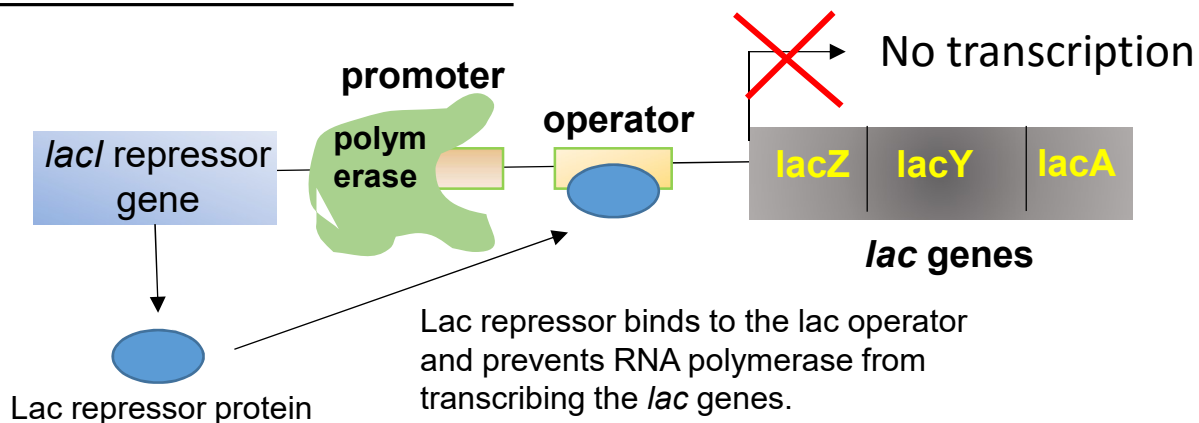 No transcription
promoter
operator
polym
erase
lacI repressor
gene
lacZ lacY lacA
lac genes
Lac repressor binds to the lac operator
and prevents RNA polymerase from
transcribing the lac genes.
Lac repressor protein